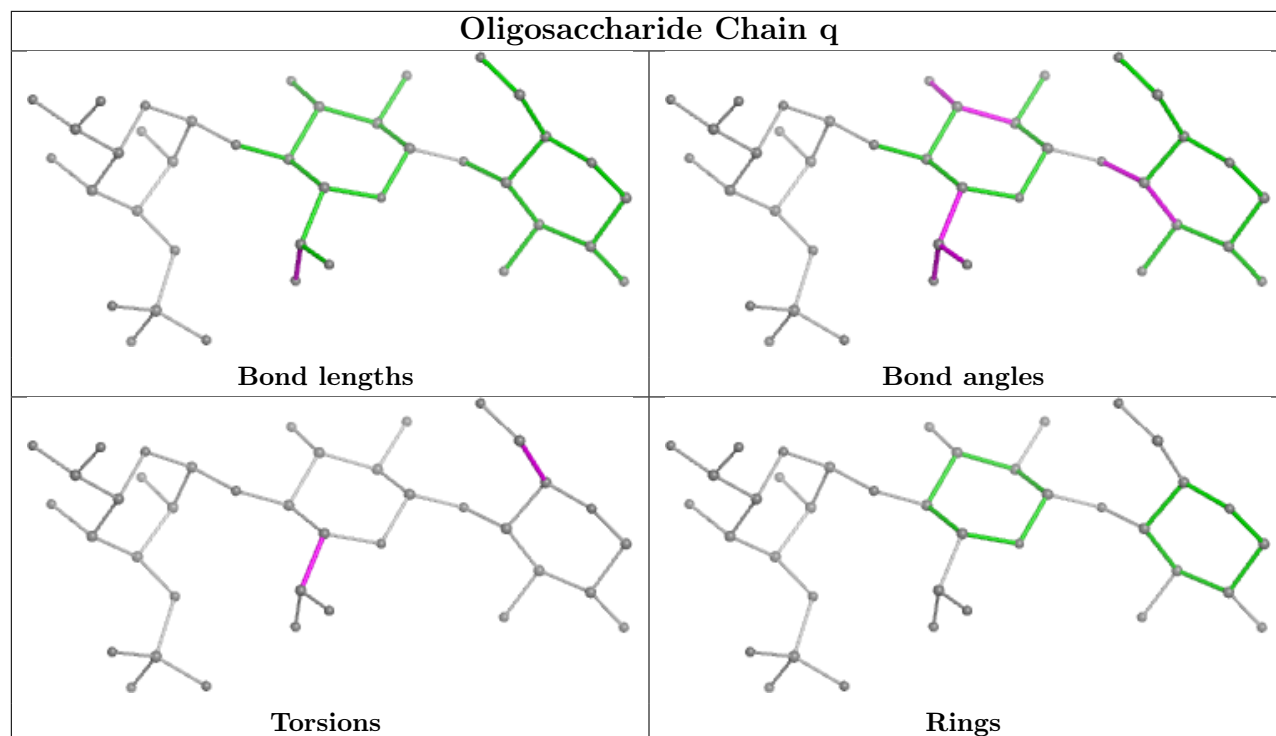 Oligosaccharide Chain q
Bond lengths
Bond angles
Torsions
Rings